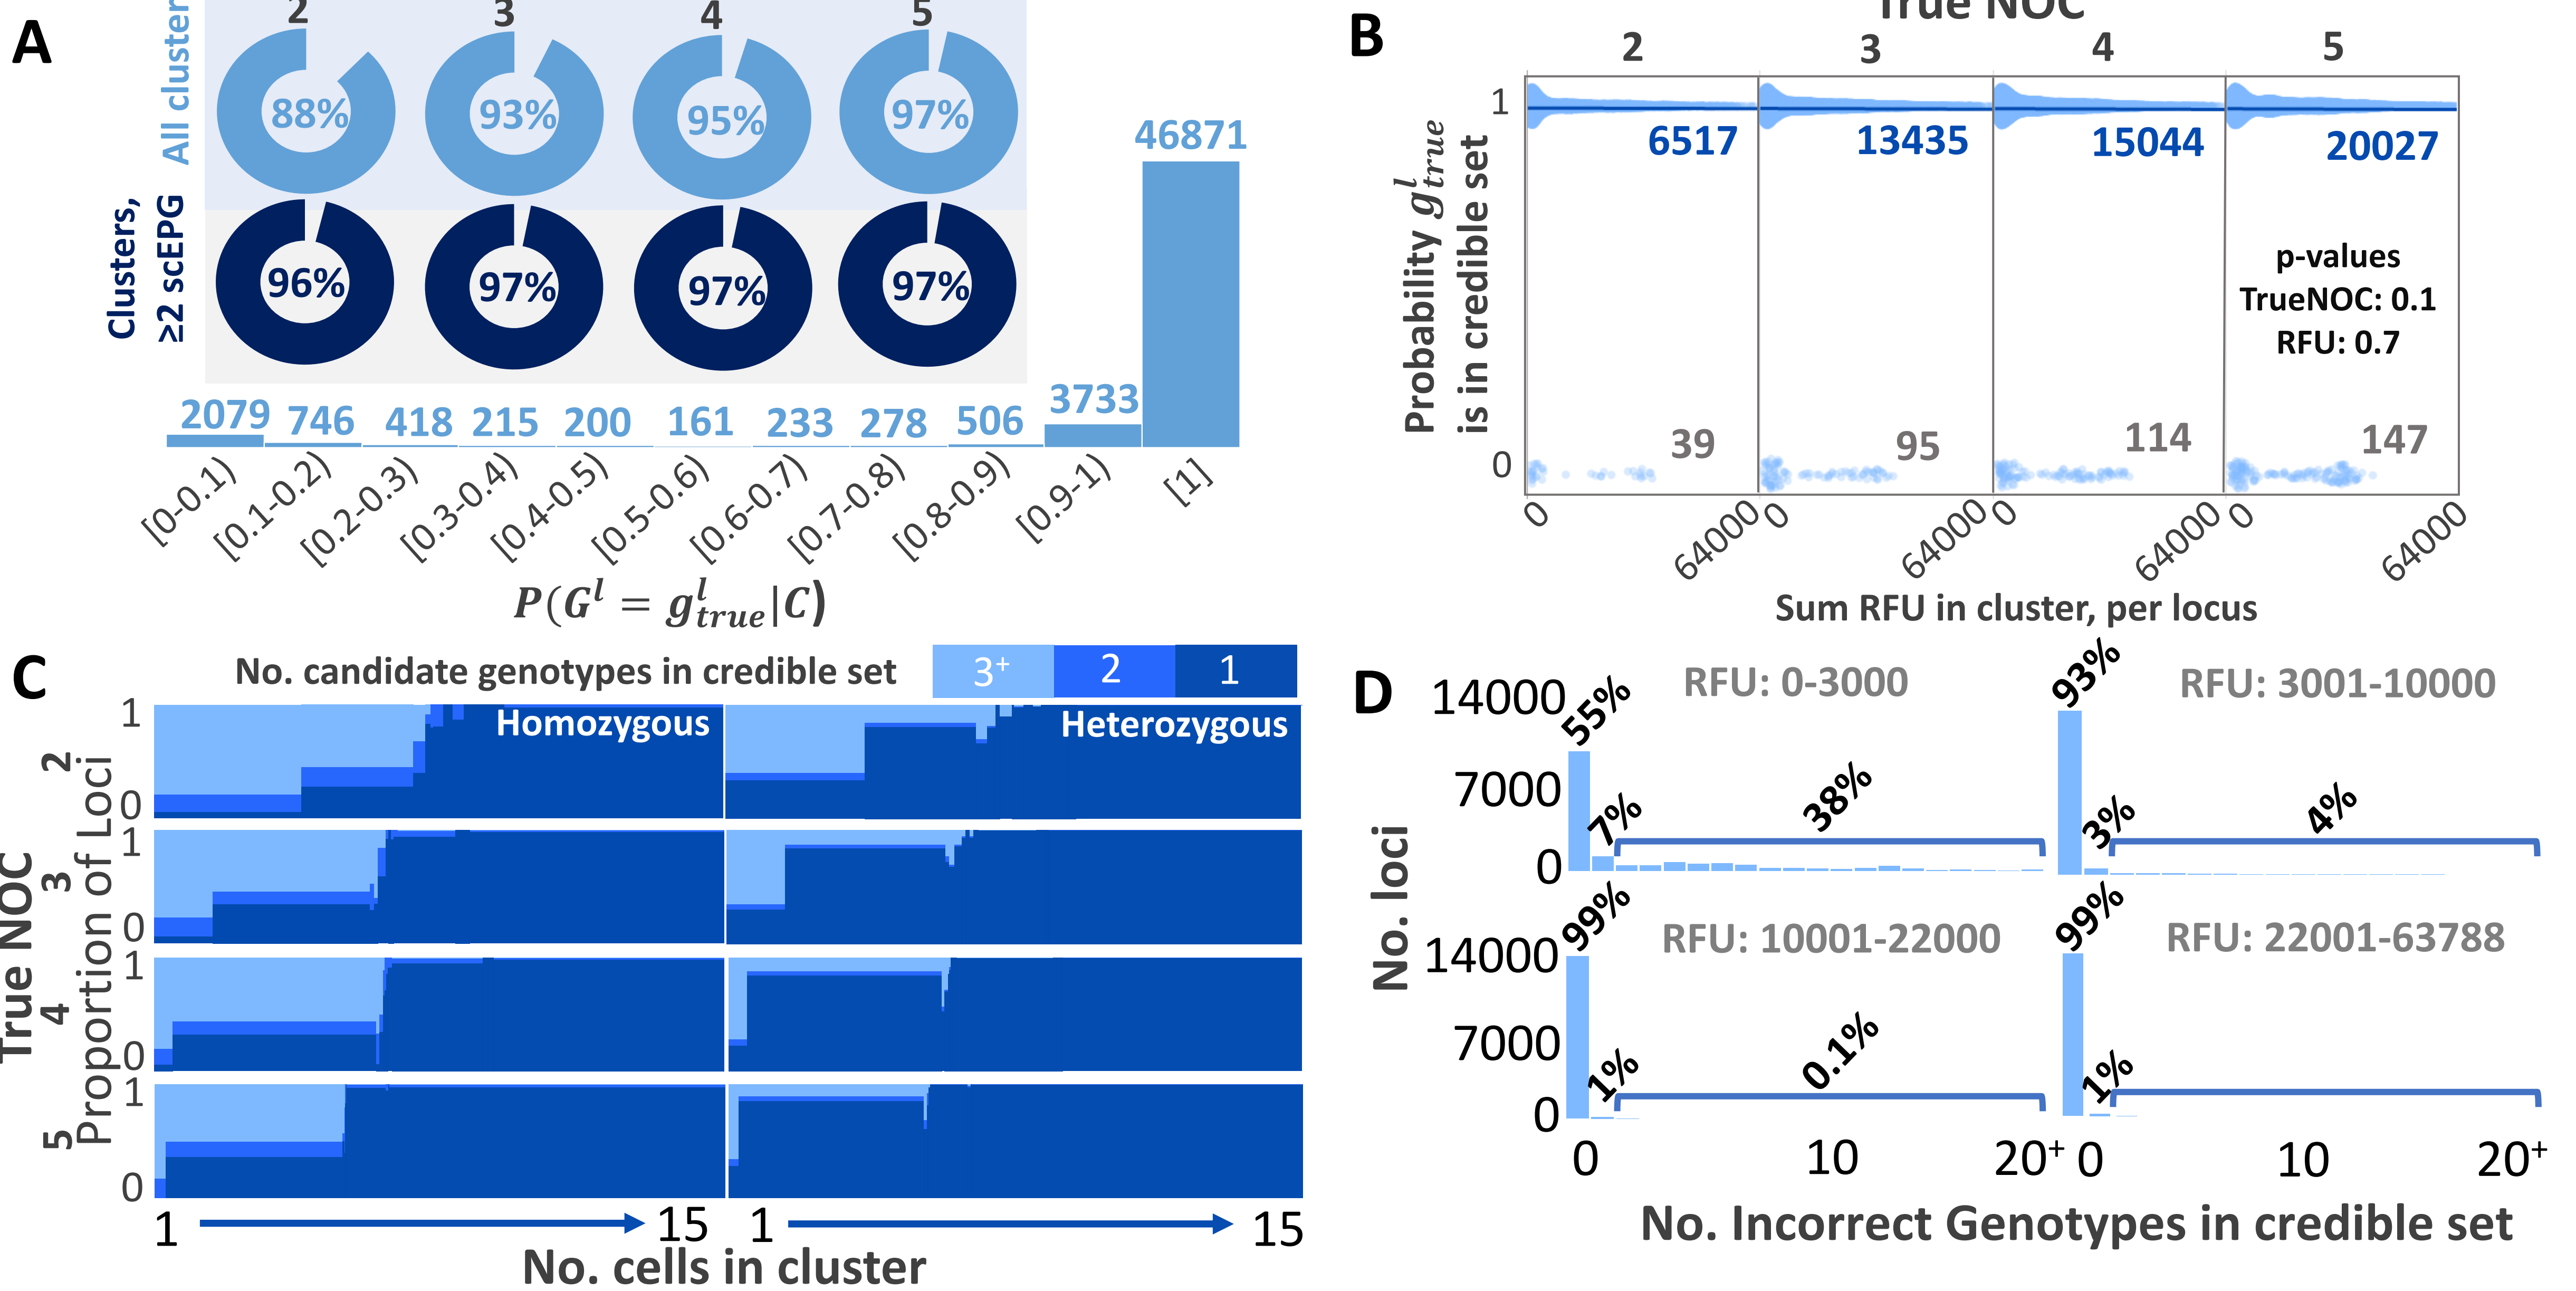 A
All cluster
2 3 4 5
88% 93% 95% 97%
Clusters,
≥2 scEPG
96% 97% 97% 97%
2079 746 418 215 200 161 233 278 506 3733 46871
[0-0.1) [0.1-0.2) [0.2-0.3) [0.3-0.4) [0.4-0.5) [0.5-0.6) [0.6-0.7) [0.7-0.8) [0.8-0.9) [0.9-1) [1]
P(G^l = g^l_true|C)
B
True NOC
2 3 4 5
Probability g^l_true
is in credible set
1
0
6517 13435 15044 20027
p-values
TrueNOC: 0.1
RFU: 0.7
39 95 114 147
0 64000 0 64000 0 64000 0 64000
Sum RFU in cluster, per locus
C
No. candidate genotypes in credible set
3+ 2 1
Homozygous
Heterozygous
True NOC
Proportion of Loci
2
1
0
3
1
0
4
1
0
5
1
0
1 15 1 15
No. cells in cluster
D
No. loci
14000
7000
0
RFU: 0-3000
55%
7%
38%
RFU: 3001-10000
93%
3%
4%
14000
7000
0
RFU: 10001-22000
99%
1%
0.1%
RFU: 22001-63788
99%
1%
0 10 20+ 0 10 20+
No. Incorrect Genotypes in credible set